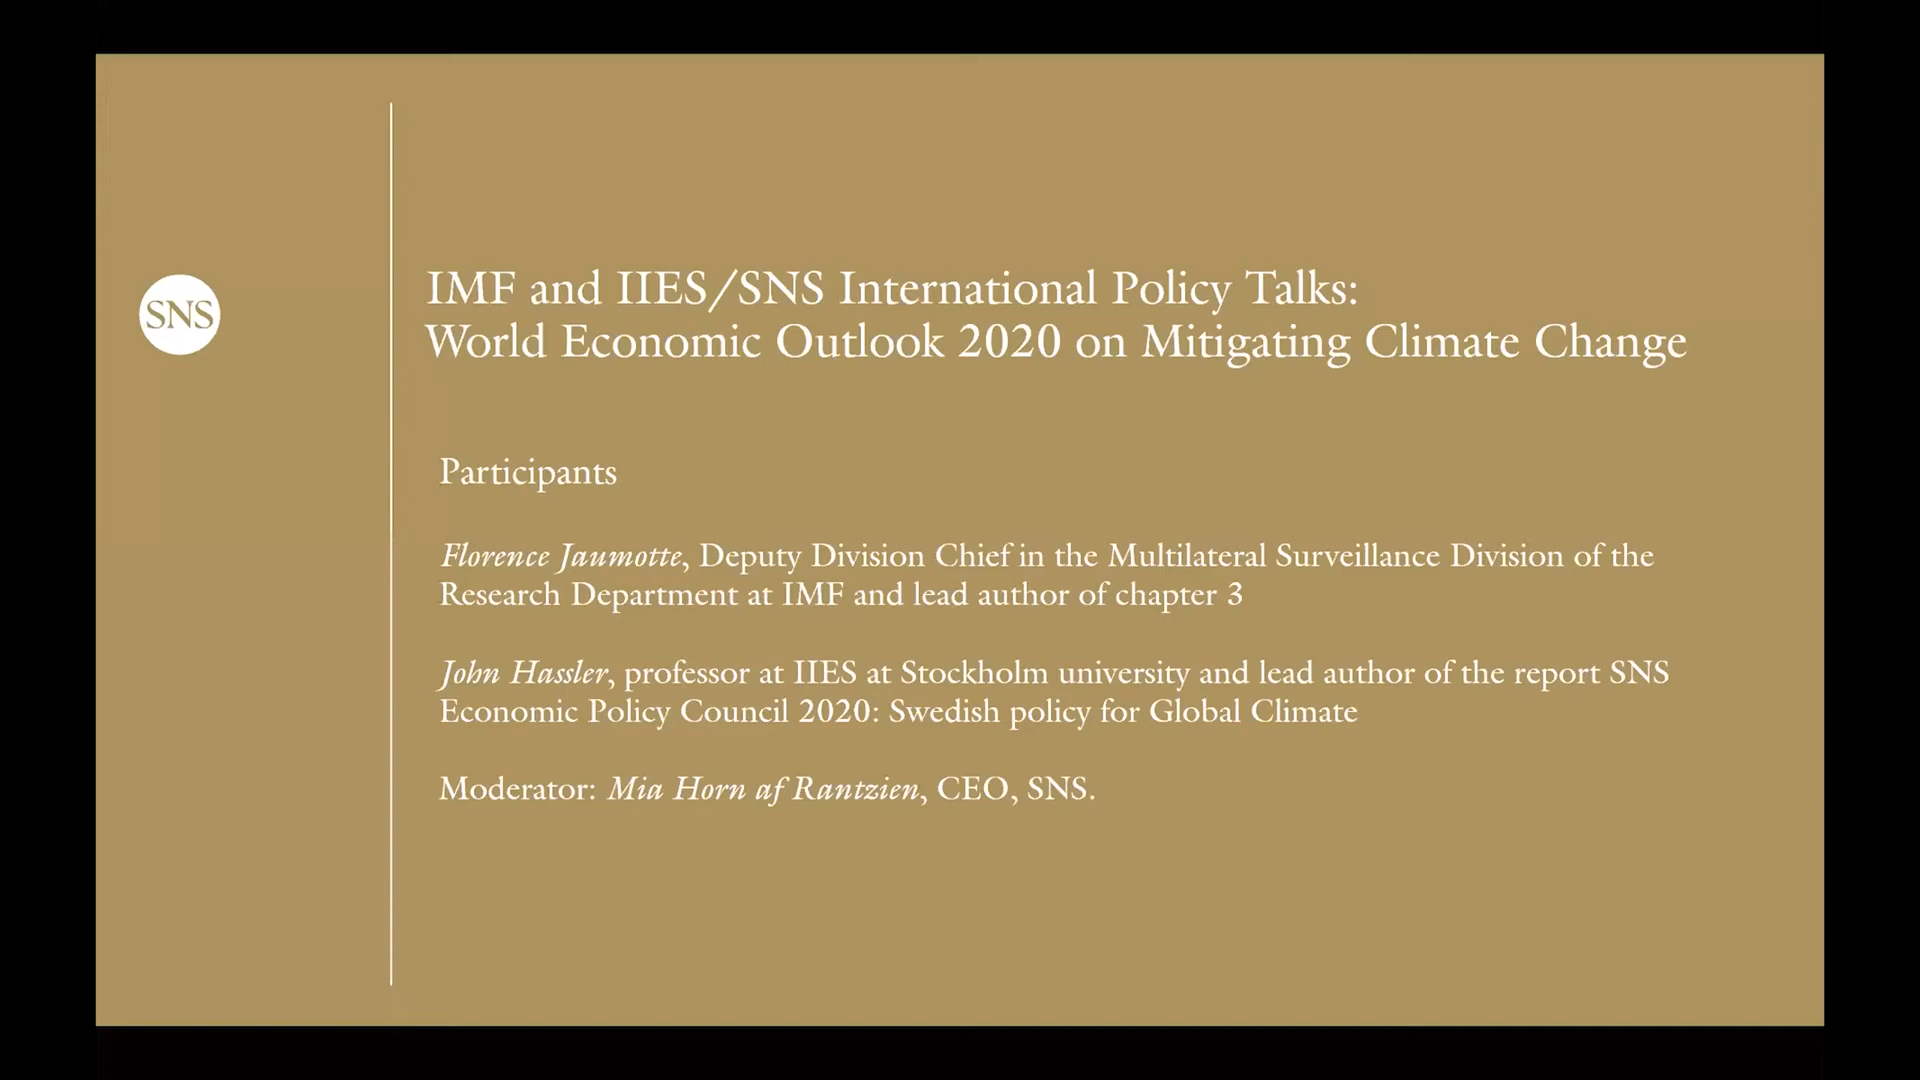 SNS
IMF and IIES/SNS International Policy Talks:
World Economic Outlook 2020 on Mitigating Climate Change
Participants
Florence Jaumotte, Deputy Division Chief in the Multilateral Surveillance Division of the
Research Department at IMF and lead author of chapter 3
John Hassler, professor at IIES at Stockholm university and lead author of the report SNS
Economic Policy Council 2020: Swedish policy for Global Climate
Moderator: Mia Horn af Rantzien, CEO, SNS.